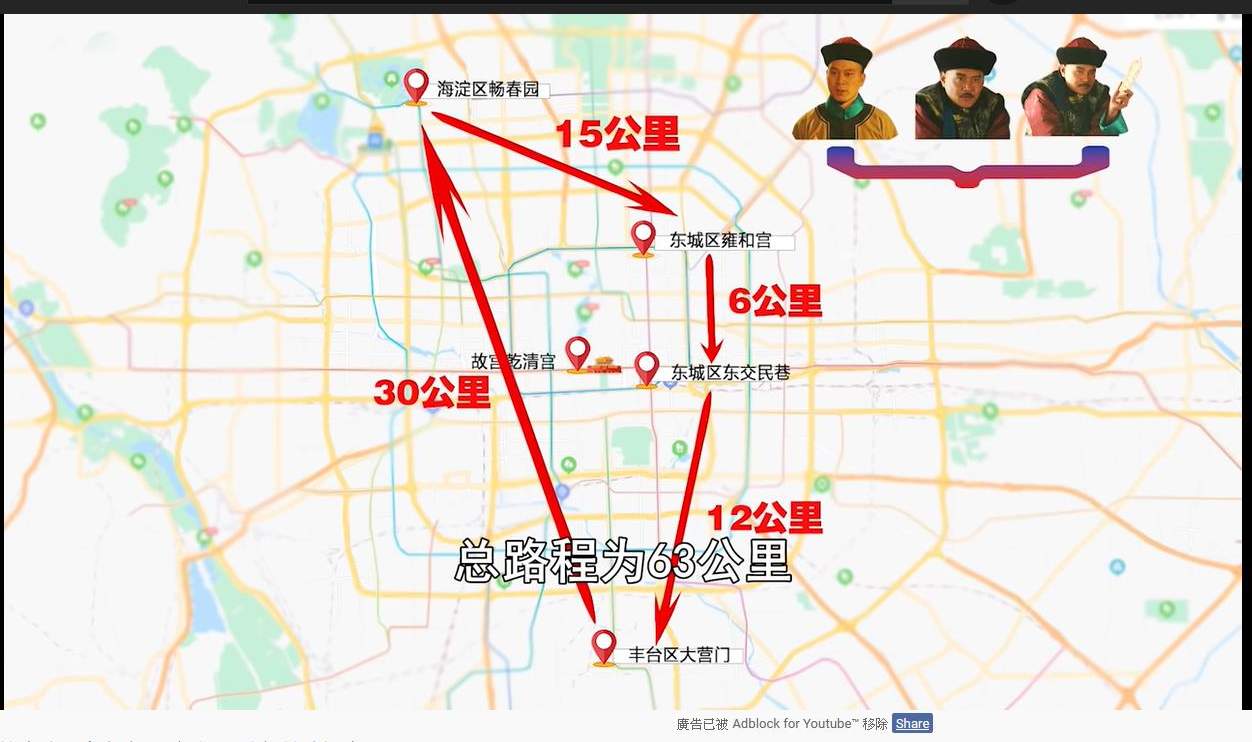 海淀区畅春园
15公里
东城区雍和宫
6公里
故宫乾清宫
东城区东交民巷
30公里
12公里
总路程为63公里
丰台区大营门
廣告已被 Adblock for Youtube™ 移除 Share